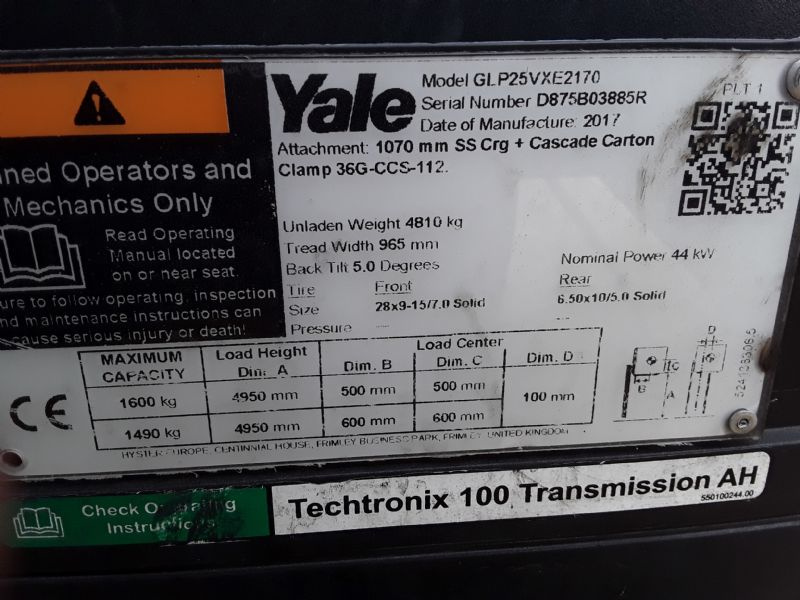 Yale
Model GLP25VXE2170
Serial Number D875B03885R
Date of Manufacture: 2017
Attachment: 1070 mm SS Crg + Cascade Carton
Clamp 36G-CCS-112.
PLT 1
ned Operators and
Mechanics Only
Read Operating
Manual located
on or near seat.
ure to follow operating, inspection
nd maintenance instructions can
cause serious injury or death!
Unladen Weight 4810 kg
Tread Width 965 mm
Back Tilt 5.0 Degrees
Nominal Power 44 kW
Tire Front Rear
Size 28x9-15/7.0 Solid 6.50x10/5.0 Solid
Pressure
MAXIMUM CAPACITY
Load Height
Dim. A
Load Center
Dim. B Dim. C Dim. D
1600 kg 4950 mm 500 mm 500 mm 100 mm
1490 kg 4950 mm 600 mm 600 mm
B C A D
CE
HYSTER EUROPE, CENTINNIAL HOUSE, FRIMLEY BUSINESS PARK, FRIMLEY, UNITED KINGDOM
Check Operating
Instructions
Techtronix 100 Transmission AH
550100244.00